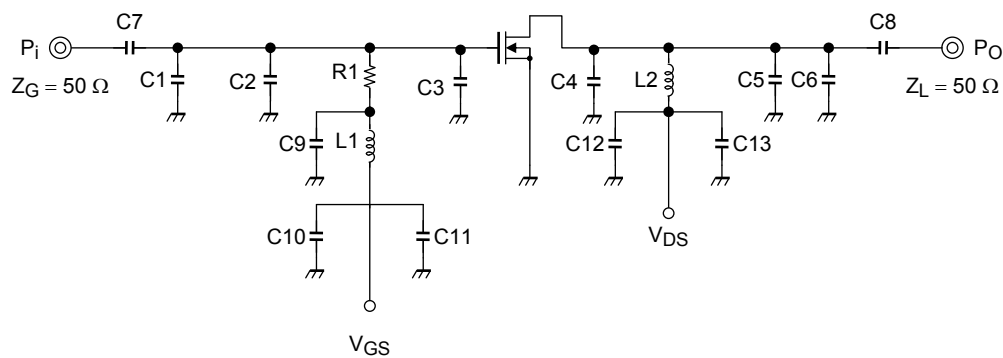 C7
C8
Pi
PO
R1
C1
C2
C3
C4
L2
C5
C6
ZG = 50 Ω
ZL = 50 Ω
C9
L1
C12
C13
C10
C11
VDS
VGS